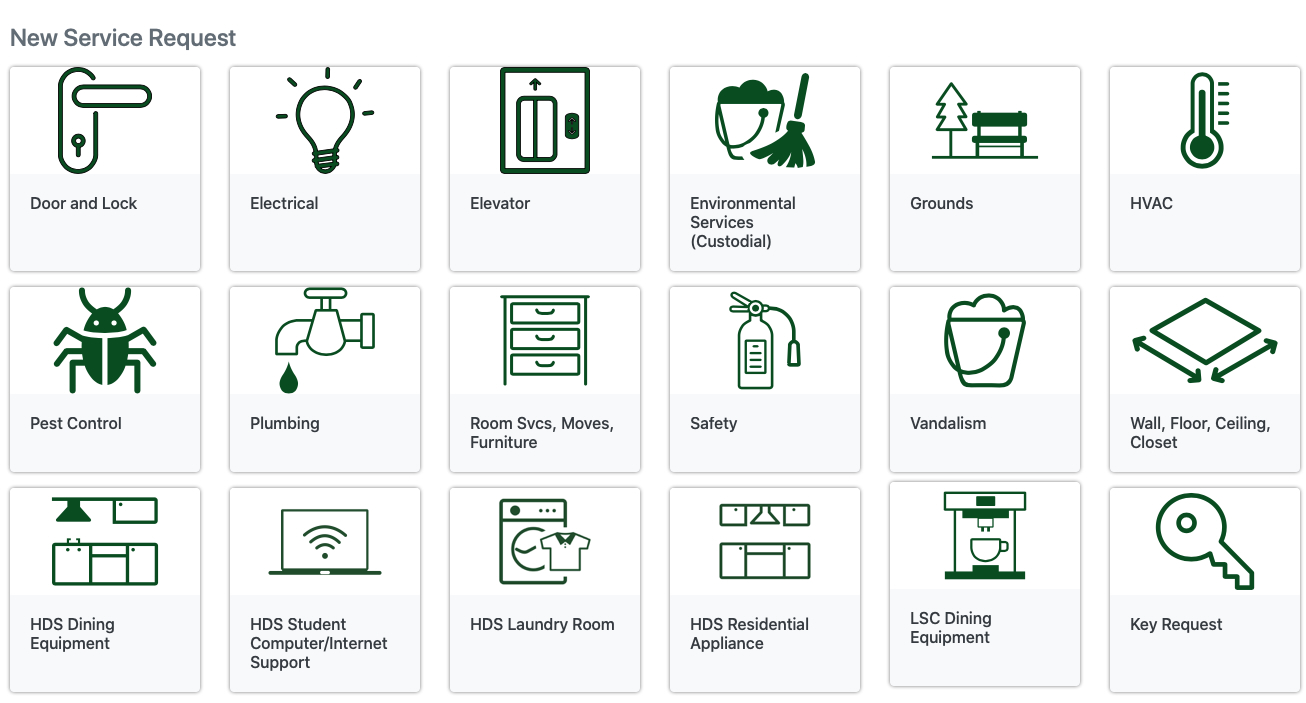 New Service Request
Door and Lock
Electrical
Elevator
Environmental
Services
(Custodial)
Grounds
HVAC
Pest Control
Plumbing
Room Svcs, Moves,
Furniture
Safety
Vandalism
Wall, Floor, Ceiling,
Closet
HDS Dining
Equipment
HDS Student
Computer/Internet
Support
HDS Laundry Room
HDS Residential
Appliance
LSC Dining
Equipment
Key Request